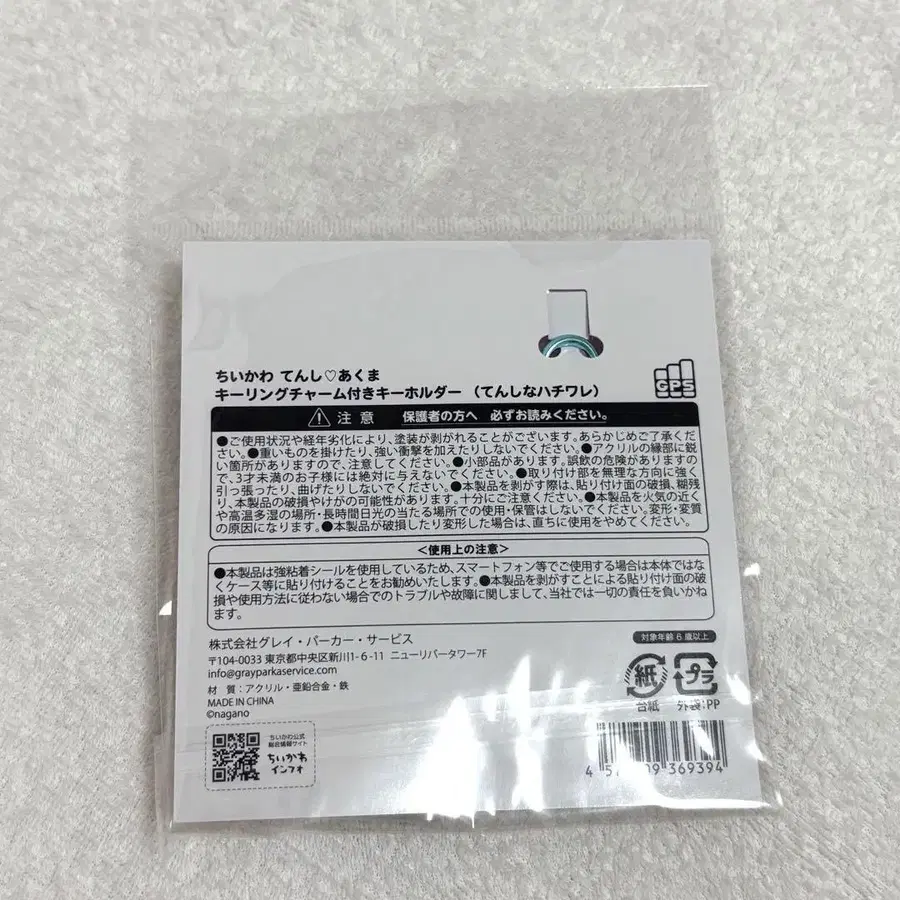 ちいかわ てんし♡あくま
キーリングチャーム付きキーホルダー（てんしなハチワレ）
GPS
注 意 保護者の方へ 必ずお読みください。
●ご使用状況や経年劣化により、塗装が剥がれることがございます。あらかじめご了承くだ
さい。●重いものを掛けたり、強い衝撃を加えたりしないでください。●アクリルの縁部に鋭
い箇所がありますので、注意してください。●小部品があります。誤飲の危険がありますの
で、3才未満のお子様には絶対に与えないでください。●取り付け部を無理な方向に強く
引っ張ったり、曲げたりしないでください。●本製品を剥がす際は、貼り付け面の破損、糊残
り、本製品の破損やけがの可能性があります。十分にご注意ください。●本製品を火気の近く
や高温多湿の場所・長時間日光の当たる場所での使用・保管はしないでください。変形・変質
の原因になります。●本製品が破損したり変形した場合は、直ちに使用をやめてください。
＜使用上の注意＞
●本製品は強粘着シールを使用しているため、スマートフォン等でご使用する場合は本体ではな
くケース等に貼り付けることをお勧めいたします。●本製品を剥がすことによる貼り付け面の破
損や使用方法に従わない場合でのトラブルや故障に関しまして、当社では一切の責任を負いかね
ます。
株式会社グレイ・パーカー・サービス
〒104-0033 東京都中央区新川1-6-11 ニューリバータワー7F
info@grayparkaservice.com
材 質：アクリル・亜鉛合金・鉄
MADE IN CHINA
©nagano
対象年齢6歳以上
紙
台紙
プラ
外装:PP
ちいかわ公式
総合情報サイト
ちいかわ
インフォ
369394